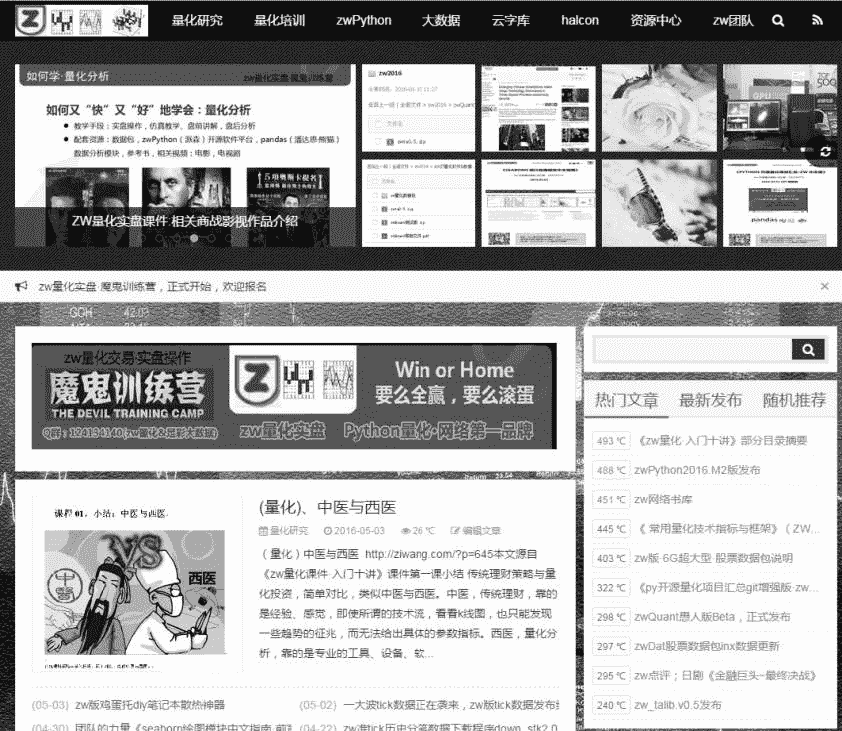 量化研究 量化培训 zwPython 大数据 云字库 halcon 资源中心 zw团队
如何学·量化分析
如何又“快”又“好”地学会：量化分析
● 教学手段：实盘操作，仿真教学、盘前讲解，盘后分析
● 配套资源：数据包，zwPython（派森）开源软件平台，pandas（潘达思·熊猫）
数据分析模块，参考书，相关视频：电影，电视剧
ZW量化实盘课件 相关商战影视作品介绍
zw2016
zw量化实盘·魔鬼训练营，正式开始，欢迎报名
zw量化交易·实盘操作
魔鬼训练营
THE DEVIL TRAINING CAMP
Win or Home
要么全赢，要么滚蛋
zw量化实盘 Python量化·网络第一品牌
热门文章 最新发布 随机推荐
493 ℃ 《zw量化·入门十讲》部分目录摘要
488 ℃ zwPython2016.M2版发布
451 ℃ zw网络书库
445 ℃ 《 常用量化技术指标与框架》（ZW...
403 ℃ zw版·6G超大型·股票数据包说明
322 ℃ 《py开源量化项目汇总git增强版·zw...
298 ℃ zwQuant愚人版Beta，正式发布
297 ℃ zwDat股票数据包inx数据更新
295 ℃ zw点评；日剧《金融巨头~最终决战》
240 ℃ zw_talib.v0.5发布
课程01，小结：中医与西医.
VS
中医
西医
(量化)、中医与西医
量化研究 2016-05-03 26 ℃ 编辑文章
（量化）中医与西医 http://ziwang.com/?p=645本文源自
《zw量化课件·入门十讲》课件第一课小结 传统理财策略与量
化投资，简单对比，类似中医与西医。中医，传统理财，靠的
是经验、感觉，即使所谓的技术流，看看k线图，也只能发现
一些趋势的征兆，而无法给出具体的参数指标。西医，量化分
析，靠的是专业的工具、设备、软...
(05-03) zw版鸡蛋托diy笔记本散热神器
(05-02) 一大波tick数据正在袭来，zw版tick数据发布
(04-30) 团队的力量《seaborn绘图模块中文指南
(04-22) zw准tick历史分笔数据下载程序down_stk2.0